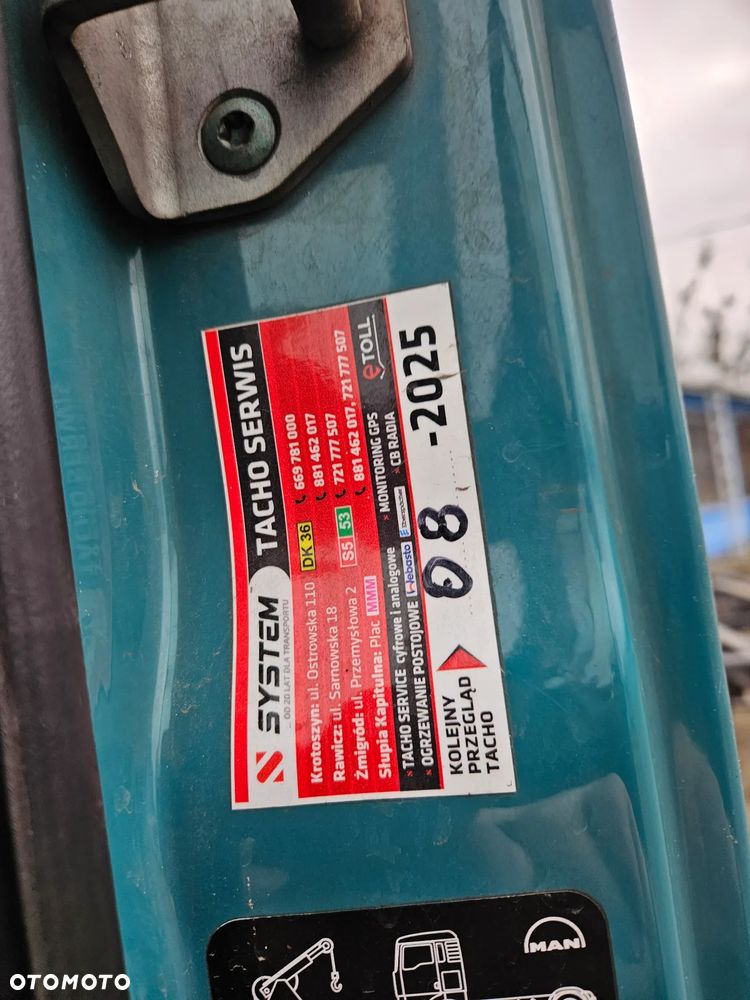 SYSTEM TACHO SERWIS
... OD 20 LAT DLA TRANSPORTU
Krotoszyn: ul. Ostrowska 110 DK 36 669 781 000
Rawicz: ul. Sarnowska 18 881 462 017
Żmigród: ul. Przemysłowa 2 S5 53 721 777 507
Słupia Kapitulna: Plac MMM 881 462 017, 721 777 507
× TACHO SERVICE cyfrowe i analogowe × MONITORING GPS eTOLL
× OGRZEWANIE POSTOJOWE Webasto Eberspächer × CB RADIA
KOLEJNY
PRZEGLĄD
TACHO
08 -2025
MAN
OTOMOTO